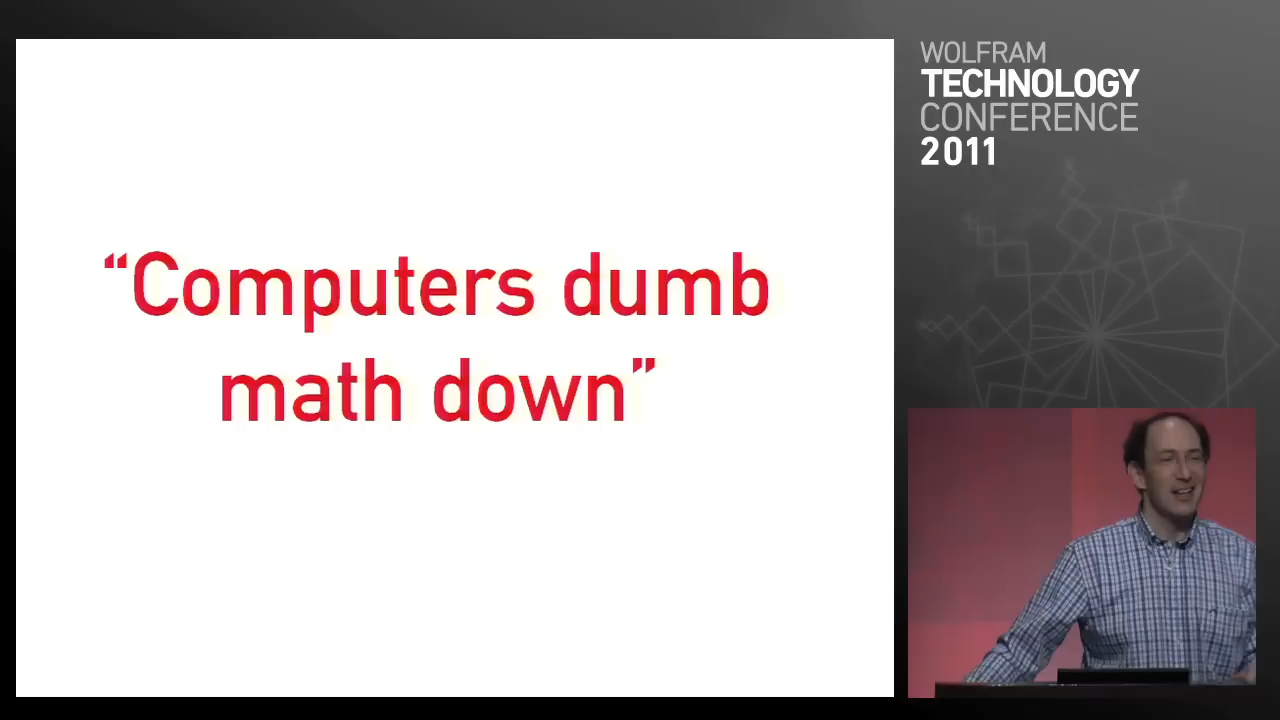 “Computers dumb
math down”
WOLFRAM
TECHNOLOGY
CONFERENCE
2011